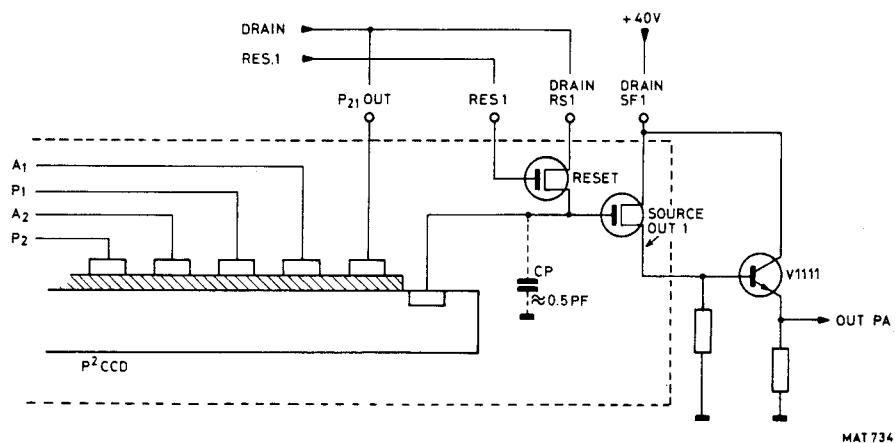 +40V
DRAIN
RES.1
P21 OUT
RES 1
DRAIN
RS1
DRAIN
SF1
A1
P1
A2
P2
RESET
SOURCE
OUT 1
CP
≈0.5PF
V1111
OUT PA
P²CCD
MAT 734